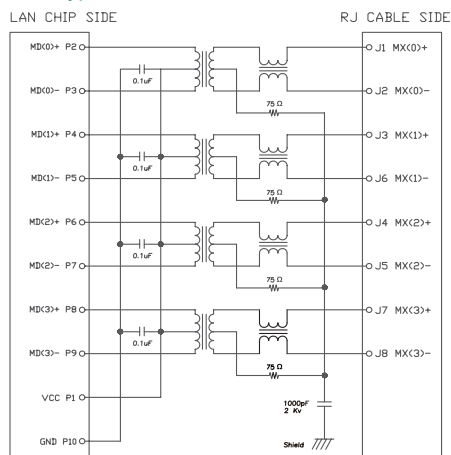 LAN CHIP SIDE
RJ CABLE SIDE
MD(0)+ P2
J1 MX(0)+
0.1uF
MD(0)- P3
J2 MX(0)-
75 Ω
MD(1)+ P4
J3 MX(1)+
0.1uF
MD(1)- P5
J6 MX(1)-
75 Ω
MD(2)+ P6
J4 MX(2)+
0.1uF
MD(2)- P7
J5 MX(2)-
75 Ω
MD(3)+ P8
J7 MX(3)+
0.1uF
MD(3)- P9
J8 MX(3)-
75 Ω
VCC P1
1000pF
2 Kv
GND P10
Shield